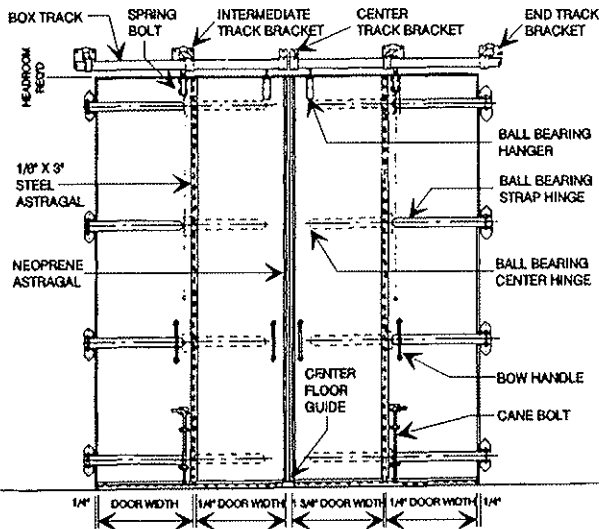 BOX TRACK
SPRING
BOLT
INTERMEDIATE
TRACK BRACKET
CENTER
TRACK BRACKET
END TRACK
BRACKET
HEADROOM
REQ'D
BALL BEARING
HANGER
1/8" X 3"
STEEL
ASTRAGAL
BALL BEARING
STRAP HINGE
NEOPRENE
ASTRAGAL
BALL BEARING
CENTER HINGE
CENTER
FLOOR
GUIDE
BOW HANDLE
CANE BOLT
1/4" DOOR WIDTH 1/4" DOOR WIDTH 1 3/4" DOOR WIDTH 1/4" DOOR WIDTH 1/4"